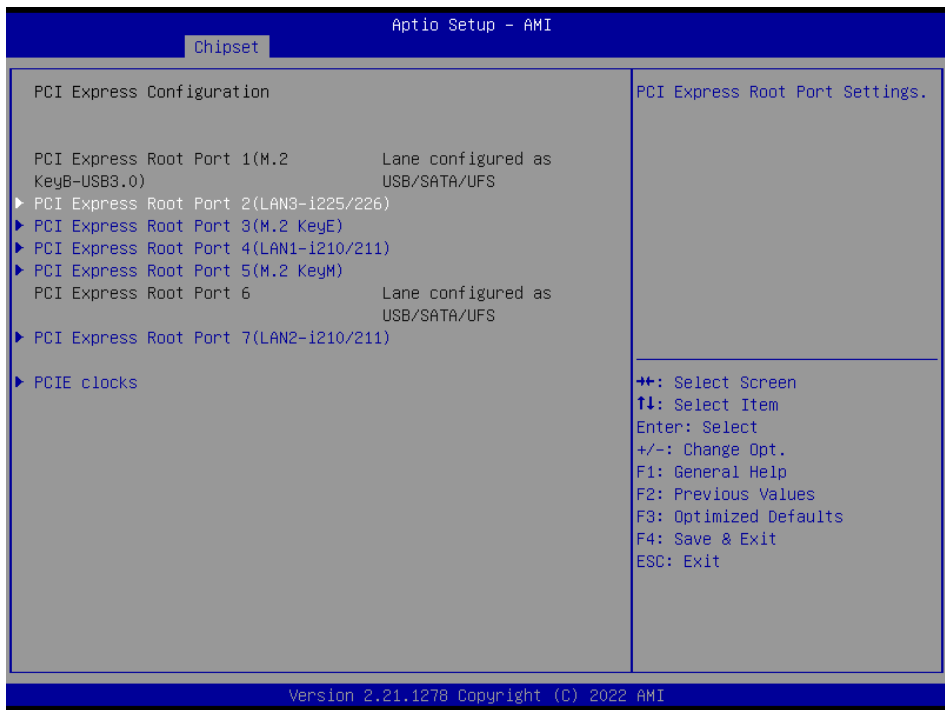 Aptio Setup – AMI
Chipset
PCI Express Configuration
PCI Express Root Port 1(M.2 Lane configured as
KeyB-USB3.0) USB/SATA/UFS
▶ PCI Express Root Port 2(LAN3-i225/226)
▶ PCI Express Root Port 3(M.2 KeyE)
▶ PCI Express Root Port 4(LAN1-i210/211)
▶ PCI Express Root Port 5(M.2 KeyM)
PCI Express Root Port 6 Lane configured as
USB/SATA/UFS
▶ PCI Express Root Port 7(LAN2-i210/211)
▶ PCIE clocks
PCI Express Root Port Settings.
→←: Select Screen
↑↓: Select Item
Enter: Select
+/-: Change Opt.
F1: General Help
F2: Previous Values
F3: Optimized Defaults
F4: Save & Exit
ESC: Exit
Version 2.21.1278 Copyright (C) 2022 AMI